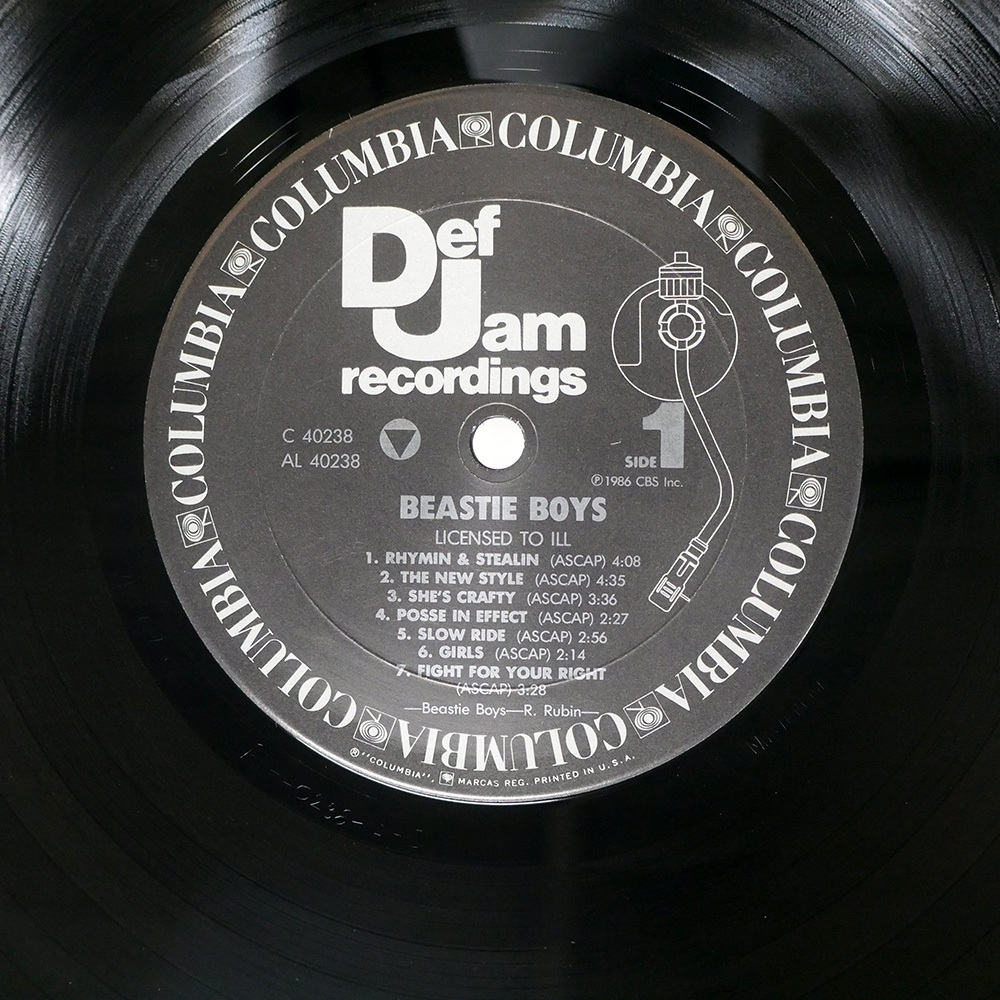 COLUMBIA COLUMBIA COLUMBIA COLUMBIA COLUMBIA COLUMBIA COLUMBIA COLUMBIA COLUMBIA
Def
Jam
recordings
C 40238
AL 40238
SIDE 1
℗1986 CBS Inc.
BEASTIE BOYS
LICENSED TO ILL
1. RHYMIN & STEALIN (ASCAP) 4:08
2. THE NEW STYLE (ASCAP) 4:35
3. SHE'S CRAFTY (ASCAP) 3:36
4. POSSE IN EFFECT (ASCAP) 2:27
5. SLOW RIDE (ASCAP) 2:56
6. GIRLS (ASCAP) 2:14
7. FIGHT FOR YOUR RIGHT
(ASCAP) 3:28
—Beastie Boys—R. Rubin—
®"COLUMBIA", MARCAS REG. PRINTED IN U.S.A.